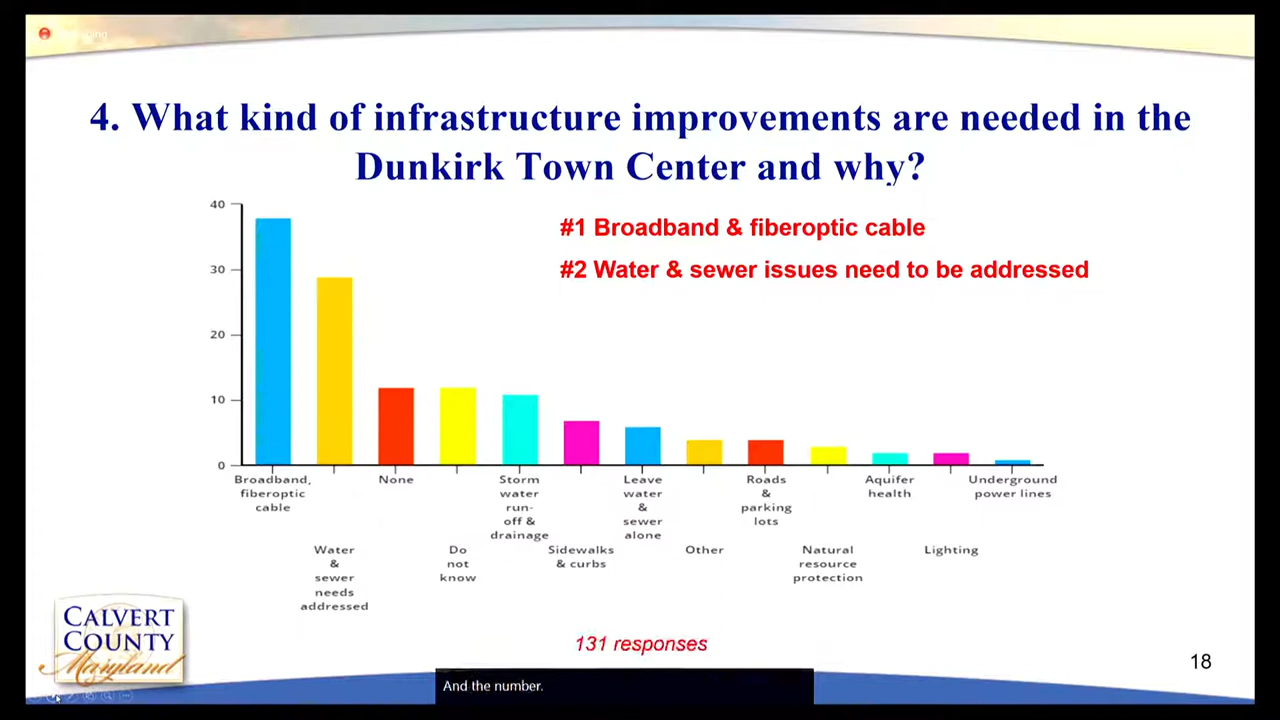 4. What kind of infrastructure improvements are needed in the
Dunkirk Town Center and why?
#1 Broadband & fiberoptic cable
#2 Water & sewer issues need to be addressed
40
30
20
10
0
Broadband,
fiberoptic
cable
Water
&
sewer
needs
addressed
None
Do
not
know
Storm
water
run-
off &
drainage
Sidewalks
& curbs
Leave
water
&
sewer
alone
Other
Roads
&
parking
lots
Natural
resource
protection
Aquifer
health
Lighting
Underground
power lines
131 responses
CALVERT
COUNTY
Maryland
18
And the number.